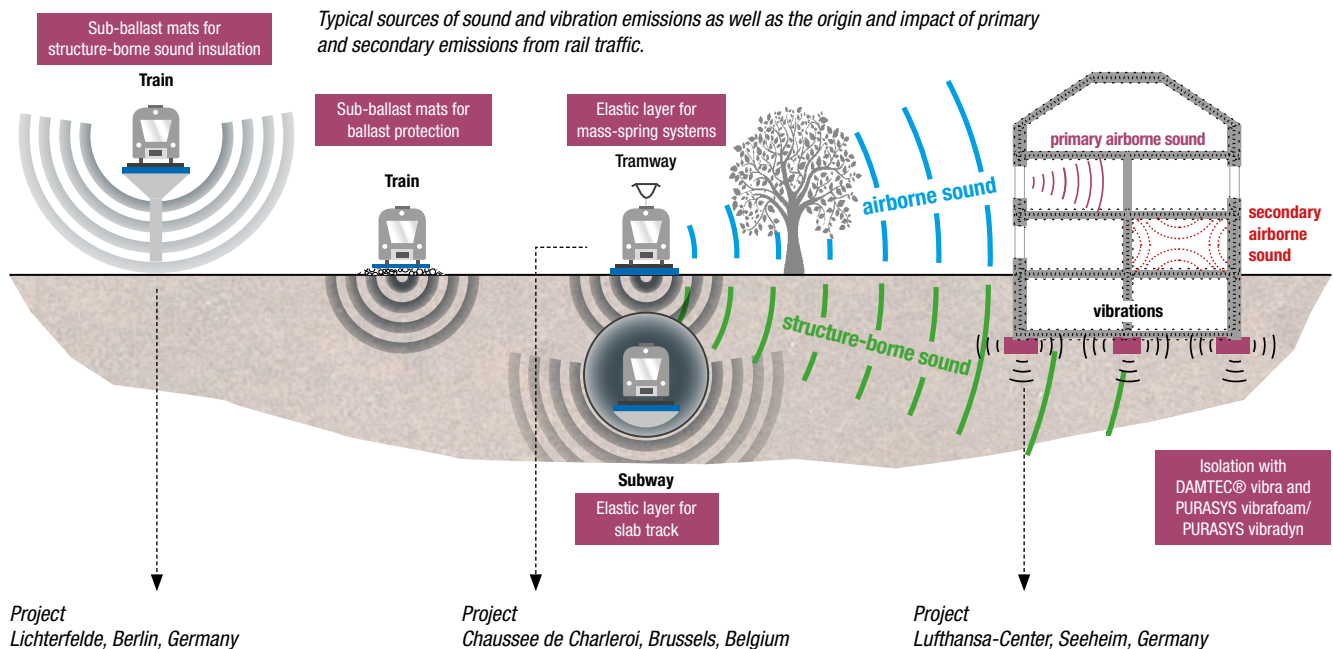 Typical sources of sound and vibration emissions as well as the origin and impact of primary
and secondary emissions from rail traffic.
Sub-ballast mats for
structure-borne sound insulation
Train
Sub-ballast mats for
ballast protection
Train
Elastic layer for
mass-spring systems
Tramway
airborne sound
structure-borne sound
primary airborne sound
secondary
airborne
sound
vibrations
Subway
Elastic layer for
slab track
Isolation with
DAMTEC® vibra and
PURASYS vibrafoam/
PURASYS vibradyn
Project
Lichterfelde, Berlin, Germany
Project
Chaussee de Charleroi, Brussels, Belgium
Project
Lufthansa-Center, Seeheim, Germany